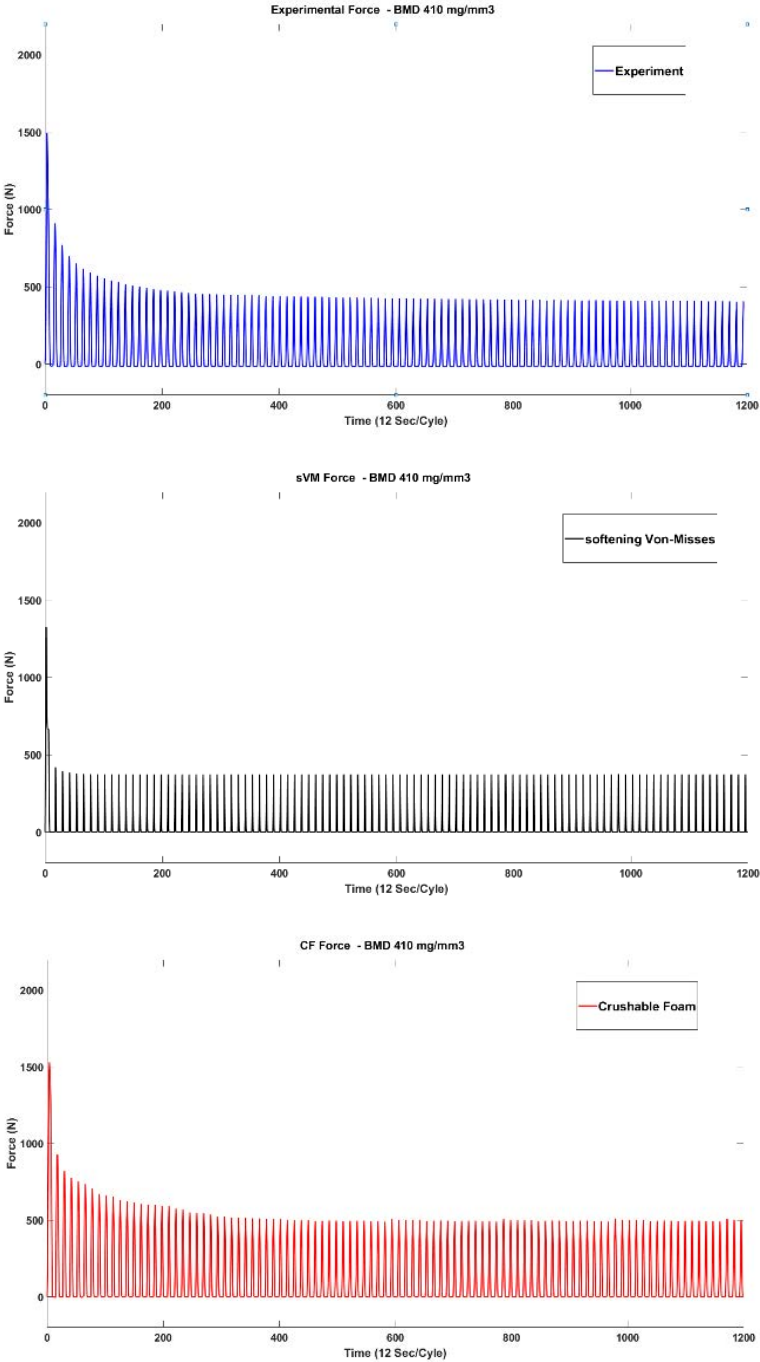 Experimental Force - BMD 410 mg/mm3
2000
Experiment
1500
Force (N)
1000
500
0
0 200 400 600 800 1000 1200
Time (12 Sec/Cyle)
sVM Force - BMD 410 mg/mm3
2000
softening Von-Misses
1500
Force (N)
1000
500
0
0 200 400 600 800 1000 1200
Time (12 Sec/Cyle)
CF Force - BMD 410 mg/mm3
2000
Crushable Foam
1500
Force (N)
1000
500
0
0 200 400 600 800 1000 1200
Time (12 Sec/Cyle)